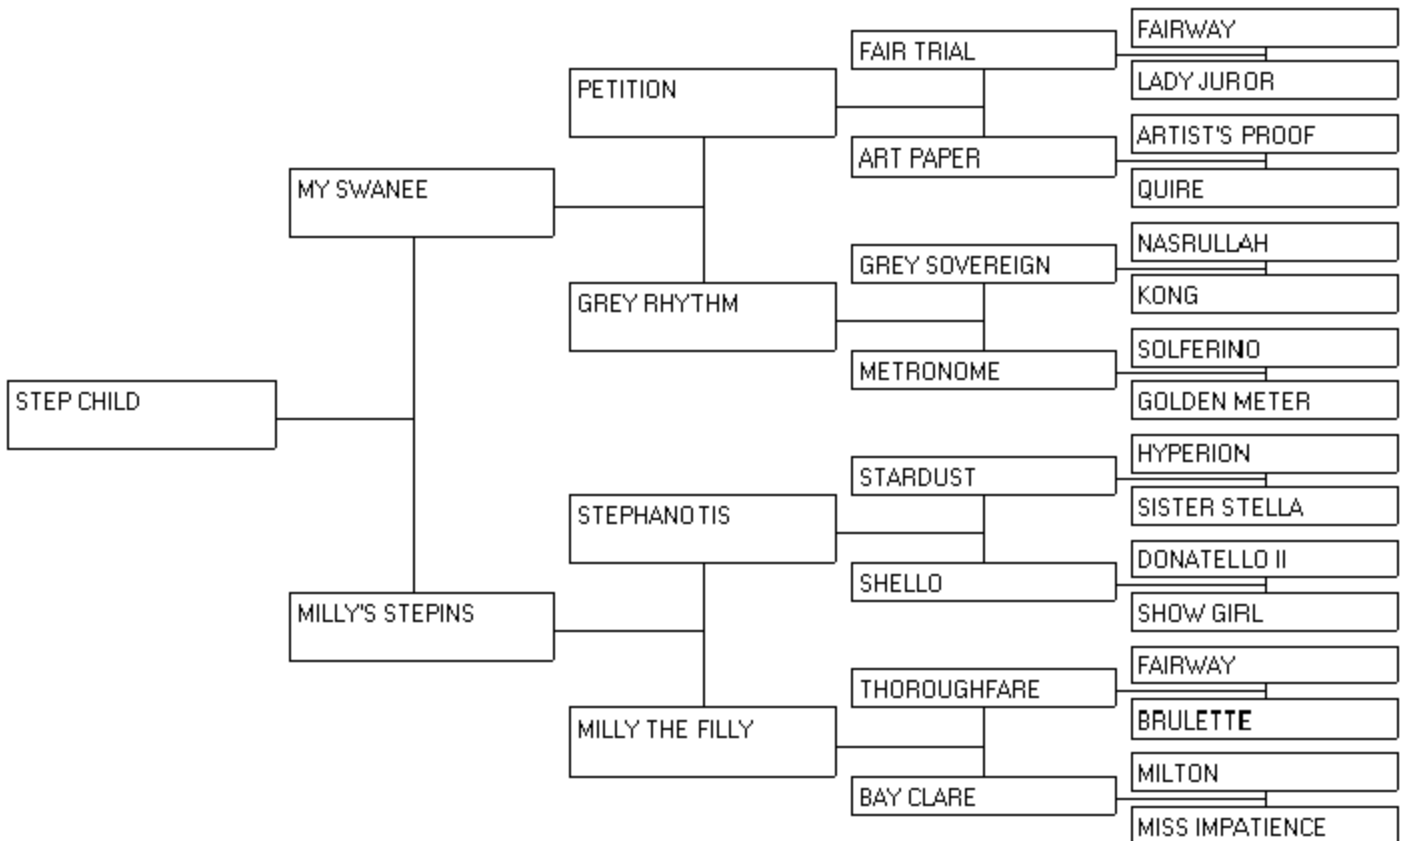 FAIRWAY
FAIR TRIAL
LADY JUROR
PETITION
ARTIST'S PROOF
ART PAPER
QUIRE
MY SWANEE
NASRULLAH
GREY SOVEREIGN
KONG
GREY RHYTHM
SOLFERINO
METRONOME
GOLDEN METER
STEP CHILD
HYPERION
STARDUST
SISTER STELLA
STEPHANOTIS
DONATELLO II
SHELLO
SHOW GIRL
MILLY'S STEPINS
FAIRWAY
THOROUGHFARE
BRULETTE
MILLY THE FILLY
MILTON
BAY CLARE
MISS IMPATIENCE